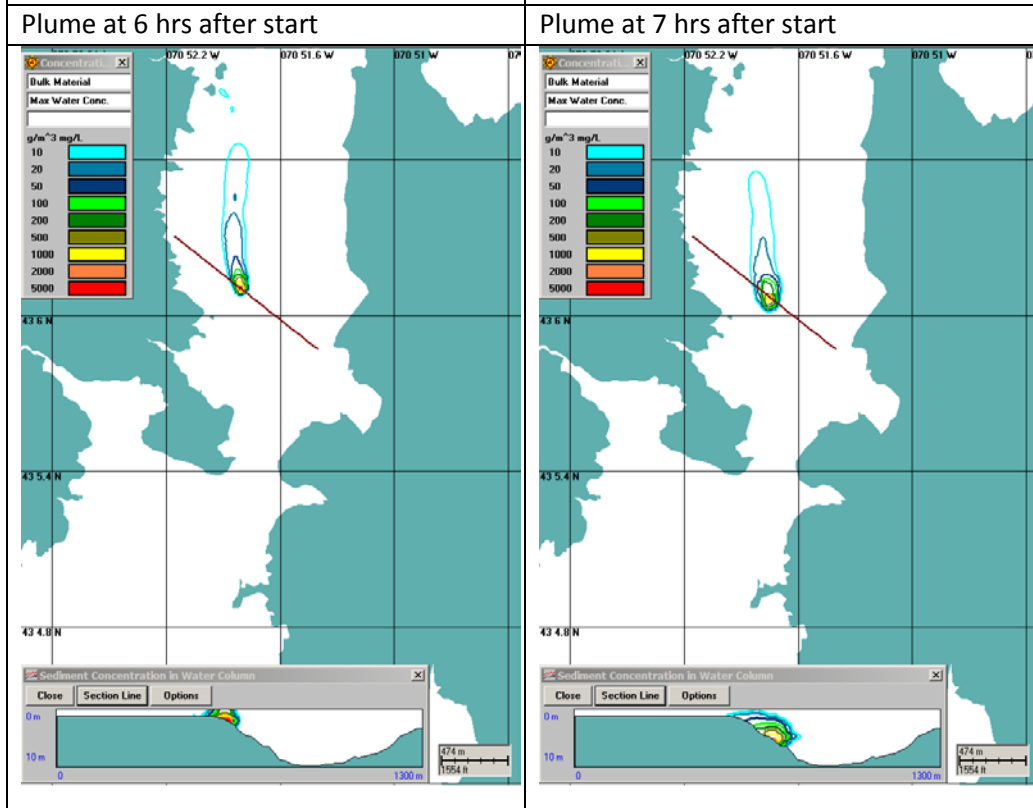 Plume at 6 hrs after start
Concentrati...
Bulk Material
Max Water Conc.
g/m^3 mg/L
10
20
50
100
200
500
1000
2000
5000
070 52.2 W
070 51.6 W
070 51 W
43 6 N
43 5.4 N
43 4.8 N
Sediment Concentration in Water Column
Close Section Line Options
0 m
10 m
0
1300 m
474 m
1554 ft
Plume at 7 hrs after start
Concentrati...
Bulk Material
Max Water Conc.
g/m^3 mg/L
10
20
50
100
200
500
1000
2000
5000
070 52.2 W
070 51.6 W
070 51 W
43 6 N
43 5.4 N
43 4.8 N
Sediment Concentration in Water Column
Close Section Line Options
0 m
10 m
0
1300 m
474 m
1554 ft